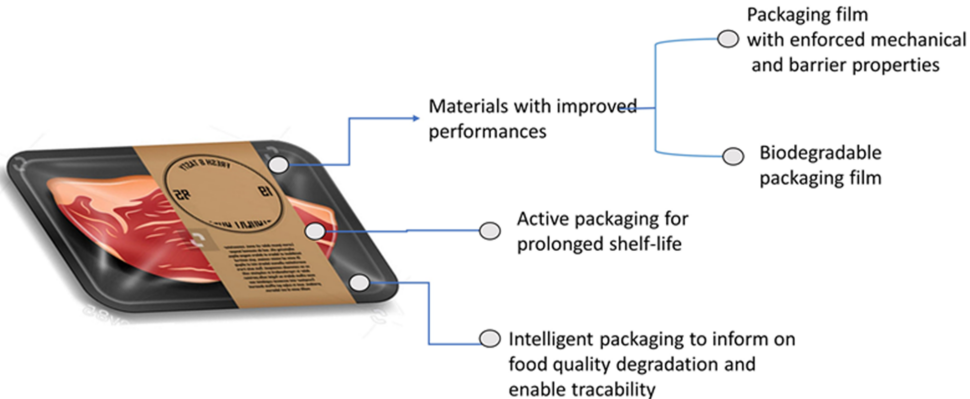 Packaging film
with enforced mechanical
and barrier properties
Materials with improved
performances
Biodegradable
packaging film
Active packaging for
prolonged shelf-life
Intelligent packaging to inform on
food quality degradation and
enable tracability